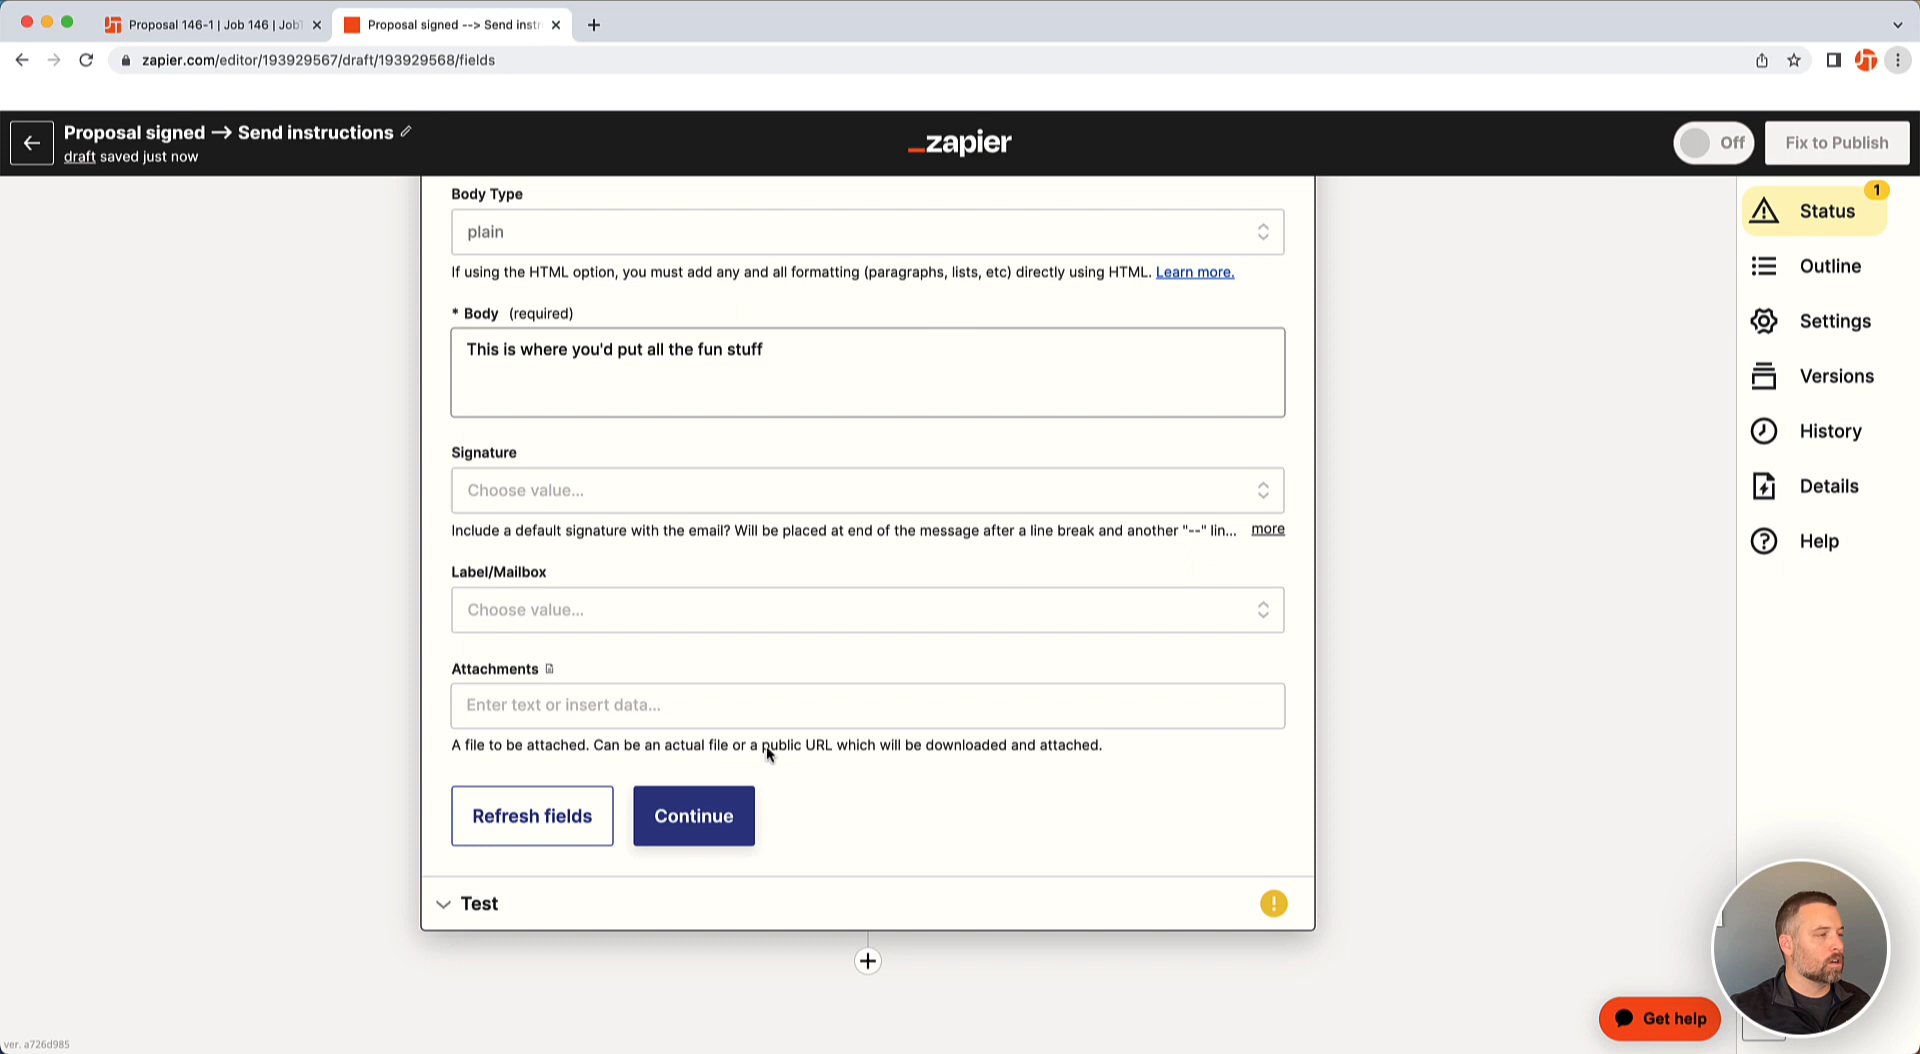 Proposal 146-1 | Job 146 | Job
Proposal signed --> Send instr
zapier.com/editor/193929567/draft/193929568/fields
Proposal signed → Send instructions
draft saved just now
_zapier
Off
Fix to Publish
1
Status
Outline
Settings
Versions
History
Details
Help
Body Type
plain
If using the HTML option, you must add any and all formatting (paragraphs, lists, etc) directly using HTML. Learn more.
* Body (required)
This is where you'd put all the fun stuff
Signature
Choose value...
Include a default signature with the email? Will be placed at end of the message after a line break and another "--" lin... more
Label/Mailbox
Choose value...
Attachments
Enter text or insert data...
A file to be attached. Can be an actual file or a public URL which will be downloaded and attached.
Refresh fields
Continue
Test
!
Get help
ver. a726d985